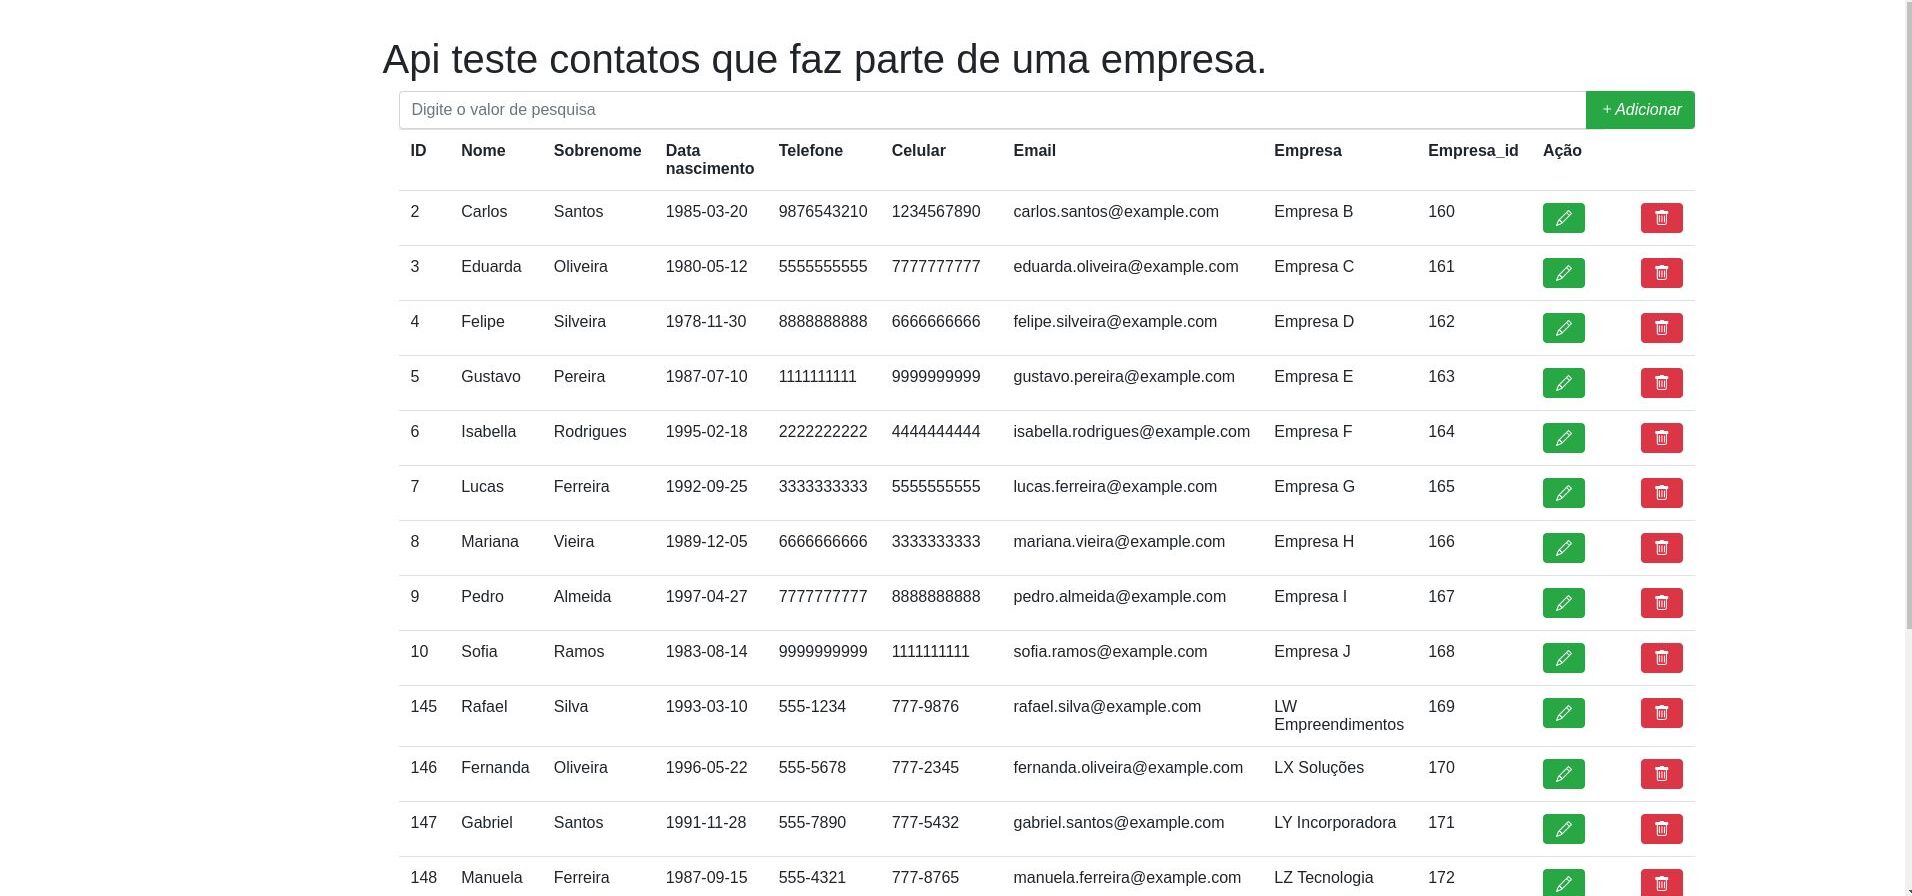 Api teste contatos que faz parte de uma empresa.
Digite o valor de pesquisa
+ Adicionar
ID Nome Sobrenome Data nascimento Telefone Celular Email Empresa Empresa_id Ação
2 Carlos Santos 1985-03-20 9876543210 1234567890 carlos.santos@example.com Empresa B 160
3 Eduarda Oliveira 1980-05-12 5555555555 7777777777 eduarda.oliveira@example.com Empresa C 161
4 Felipe Silveira 1978-11-30 8888888888 6666666666 felipe.silveira@example.com Empresa D 162
5 Gustavo Pereira 1987-07-10 1111111111 9999999999 gustavo.pereira@example.com Empresa E 163
6 Isabella Rodrigues 1995-02-18 2222222222 4444444444 isabella.rodrigues@example.com Empresa F 164
7 Lucas Ferreira 1992-09-25 3333333333 5555555555 lucas.ferreira@example.com Empresa G 165
8 Mariana Vieira 1989-12-05 6666666666 3333333333 mariana.vieira@example.com Empresa H 166
9 Pedro Almeida 1997-04-27 7777777777 8888888888 pedro.almeida@example.com Empresa I 167
10 Sofia Ramos 1983-08-14 9999999999 1111111111 sofia.ramos@example.com Empresa J 168
145 Rafael Silva 1993-03-10 555-1234 777-9876 rafael.silva@example.com LW Empreendimentos 169
146 Fernanda Oliveira 1996-05-22 555-5678 777-2345 fernanda.oliveira@example.com LX Soluções 170
147 Gabriel Santos 1991-11-28 555-7890 777-5432 gabriel.santos@example.com LY Incorporadora 171
148 Manuela Ferreira 1987-09-15 555-4321 777-8765 manuela.ferreira@example.com LZ Tecnologia 172